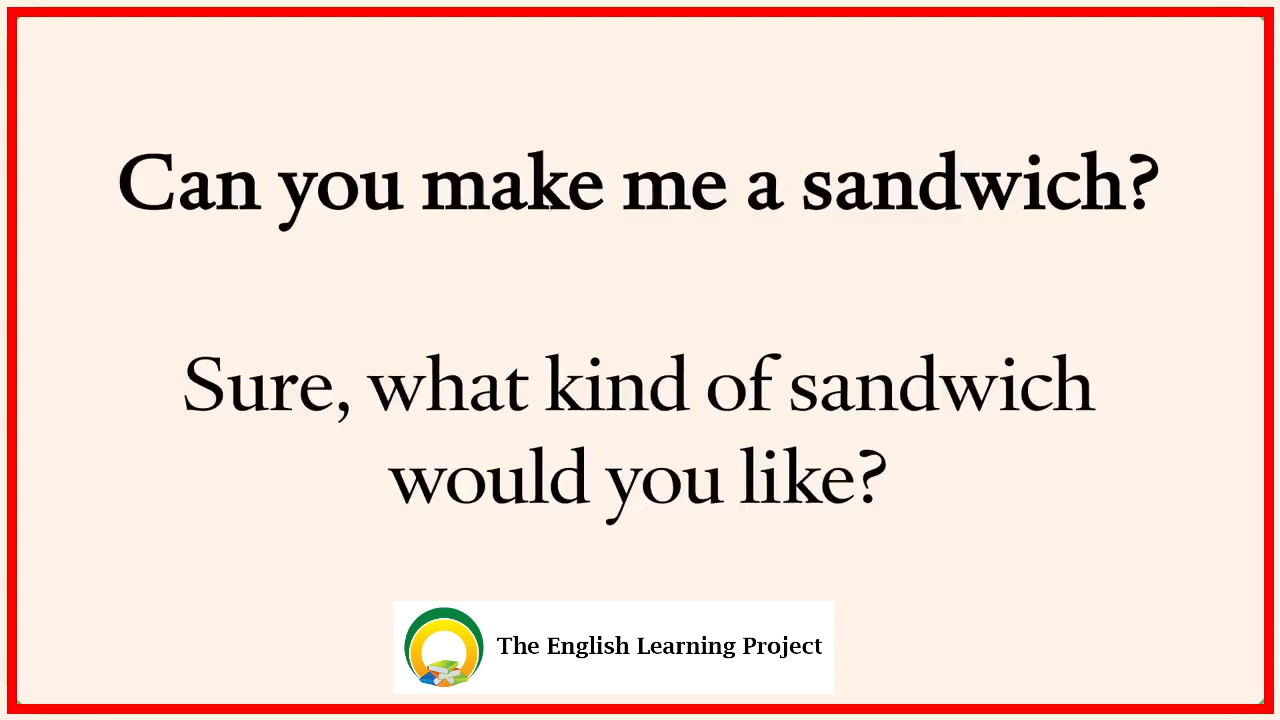 Can you make me a sandwich?
Sure, what kind of sandwich
would you like?
The English Learning Project